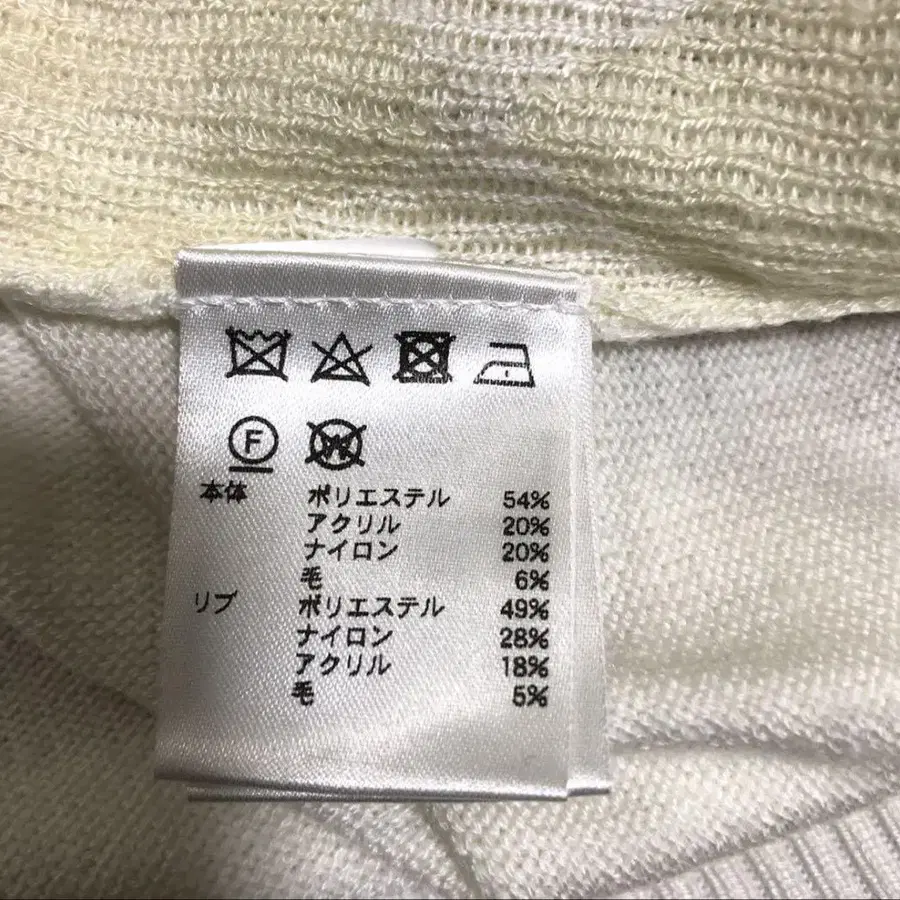 F W
本体 ポリエステル 54%
アクリル 20%
ナイロン 20%
毛 6%
リブ ポリエステル 49%
ナイロン 28%
アクリル 18%
毛 5%